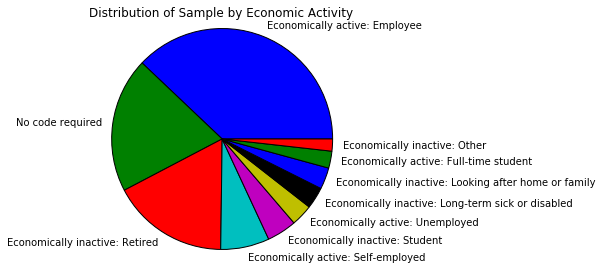 Distribution of Sample by Economic Activity
Economically active: Employee
No code required
Economically inactive: Retired
Economically active: Self-employed
Economically inactive: Student
Economically active: Unemployed
Economically inactive: Long-term sick or disabled
Economically inactive: Looking after home or family
Economically active: Full-time student
Economically inactive: Other